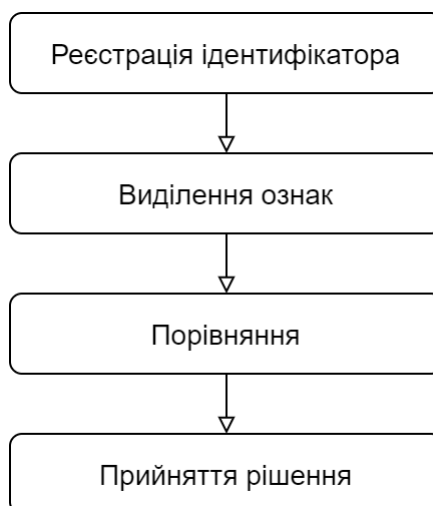 Реєстрація ідентифікатора
Виділення ознак
Порівняння
Прийняття рішення